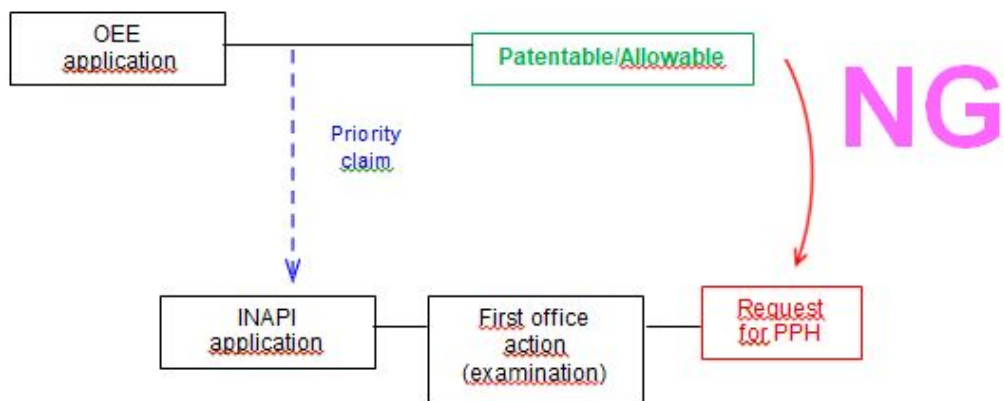 OEE
application
Patentable/Allowable
NG
Priority
claim
INAPI
application
First office
action
(examination)
Request
for PPH